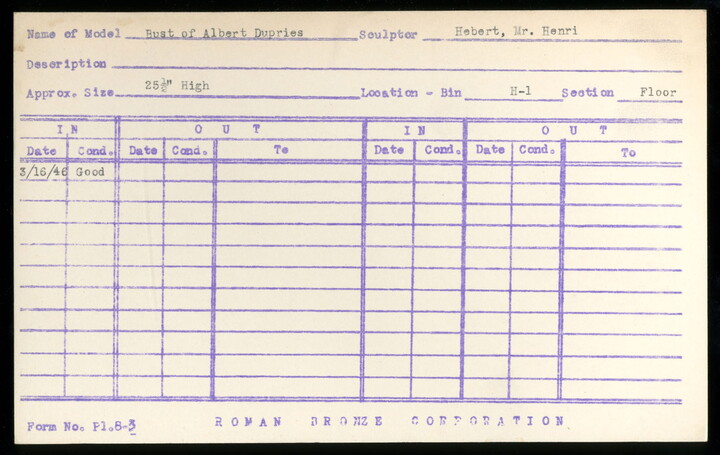 Name of Model Bust of Albert Dupries Sculptor Hebert, Mr. Henri
Description
Approx. Size 25½" High Location - Bin H-1 Section Floor
IN OUT IN OUT
Date Cond. Date Cond. To Date Cond. Date Cond. To
3/16/46 Good
Form No. Pl.8-3 ROMAN BRONZE CORPORATION